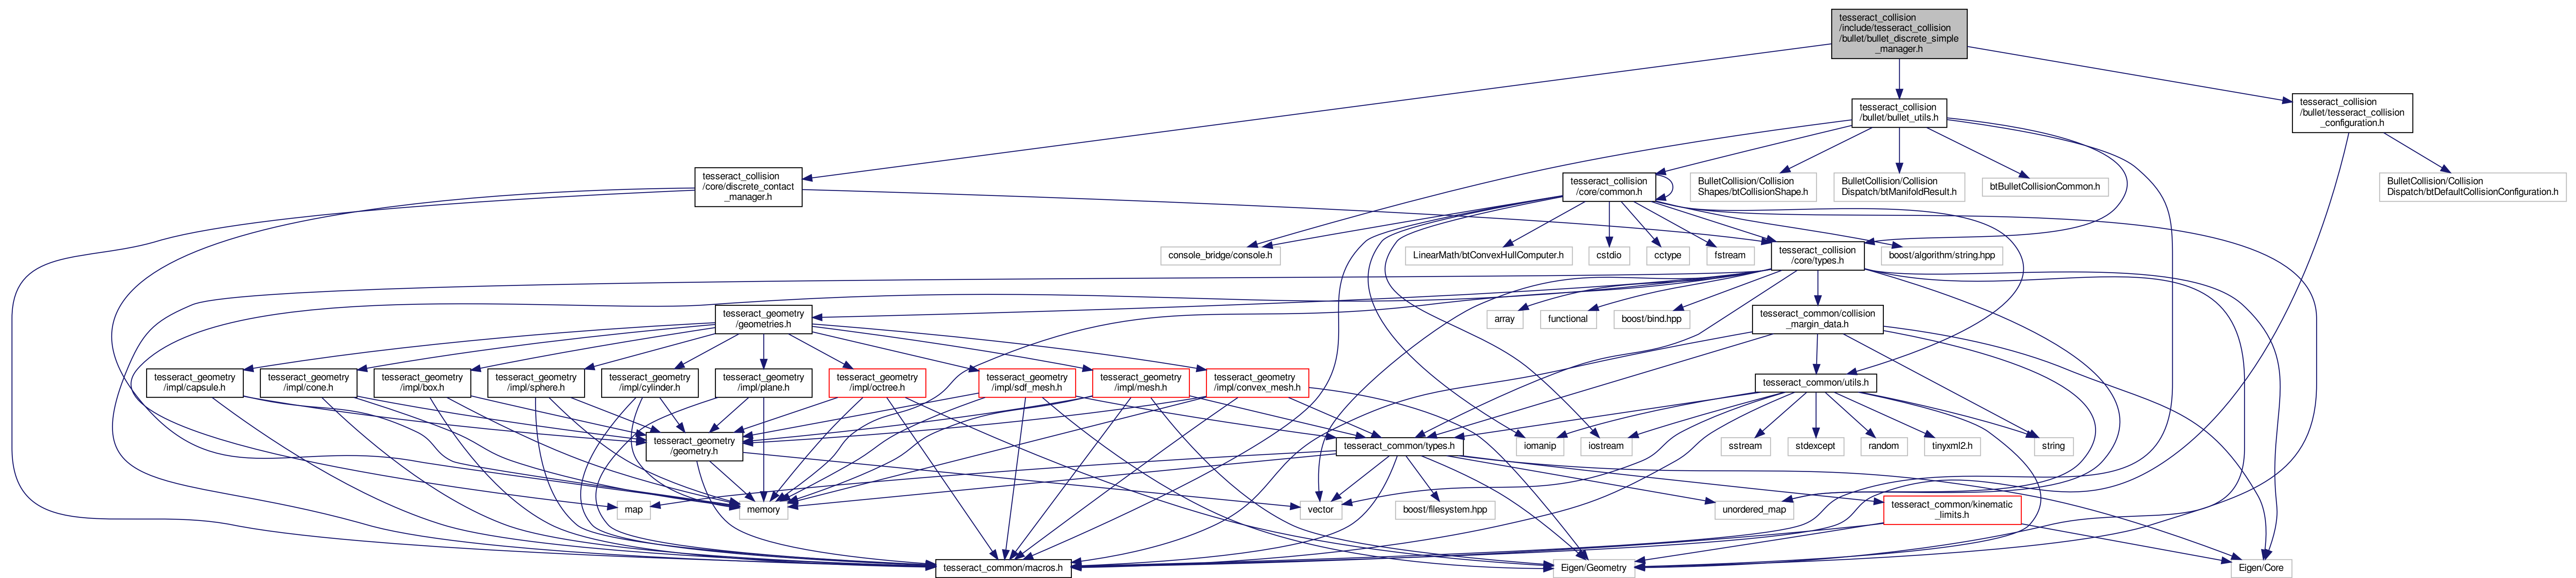 tesseract_collision
/include/tesseract_collision
/bullet/bullet_discrete_simple
_manager.h
tesseract_collision
/bullet/bullet_utils.h
tesseract_collision
/bullet/tesseract_collision
_configuration.h
tesseract_collision
/core/discrete_contact
_manager.h
tesseract_collision
/core/common.h
BulletCollision/Collision
Shapes/btCollisionShape.h
BulletCollision/Collision
Dispatch/btManifoldResult.h
btBulletCollisionCommon.h
BulletCollision/Collision
Dispatch/btDefaultCollisionConfiguration.h
console_bridge/console.h
LinearMath/btConvexHullComputer.h
cstdio
cctype
fstream
tesseract_collision
/core/types.h
boost/algorithm/string.hpp
tesseract_geometry
/geometries.h
array
functional
boost/bind.hpp
tesseract_common/collision
_margin_data.h
tesseract_geometry
/impl/capsule.h
tesseract_geometry
/impl/cone.h
tesseract_geometry
/impl/box.h
tesseract_geometry
/impl/sphere.h
tesseract_geometry
/impl/cylinder.h
tesseract_geometry
/impl/plane.h
tesseract_geometry
/impl/octree.h
tesseract_geometry
/impl/sdf_mesh.h
tesseract_geometry
/impl/mesh.h
tesseract_geometry
/impl/convex_mesh.h
tesseract_common/utils.h
tesseract_geometry
/geometry.h
tesseract_common/types.h
iomanip
iostream
sstream
stdexcept
random
tinyxml2.h
string
map
memory
vector
boost/filesystem.hpp
unordered_map
tesseract_common/kinematic
_limits.h
tesseract_common/macros.h
Eigen/Geometry
Eigen/Core